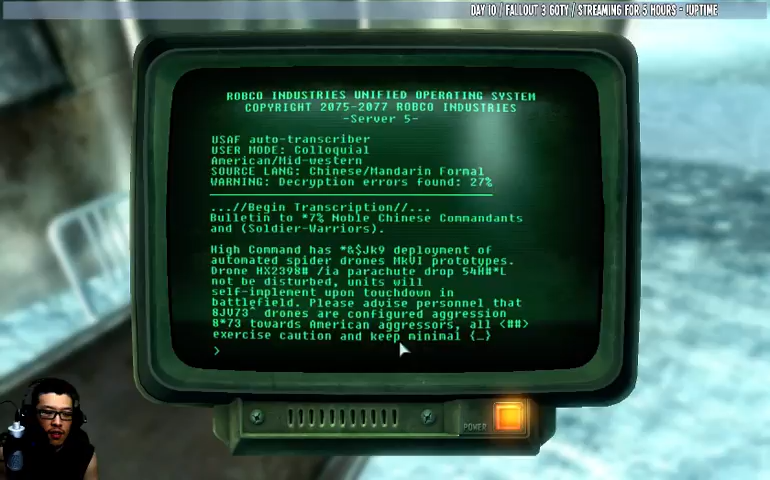 DAY 10 / FALLOUT 3 GOTY / STREAMING FOR 5 HOURS - !UPTIME
ROBCO INDUSTRIES UNIFIED OPERATING SYSTEM
COPYRIGHT 2075-2077 ROBCO INDUSTRIES
-Server 5-
USAF auto-transcriber
USER MODE: Colloquial
American/Mid-western
SOURCE LANG: Chinese/Mandarin Formal
WARNING: Decryption errors found: 27%
...//Begin Transcription//...
Bulletin to *7% Noble Chinese Commandants
and (Soldier-Warriors).
High Command has *&$Jk9 deployment of
automated spider drones MkVI prototypes.
Drone HX2398# /ia parachute drop 54H#*L
not be disturbed, units will
self-implement upon touchdown in
battlefield. Please advise personnel that
8JV73^ drones are configured aggression
8*73 towards American aggressors, all <##>
exercise caution and keep minimal {_}
>
POWER